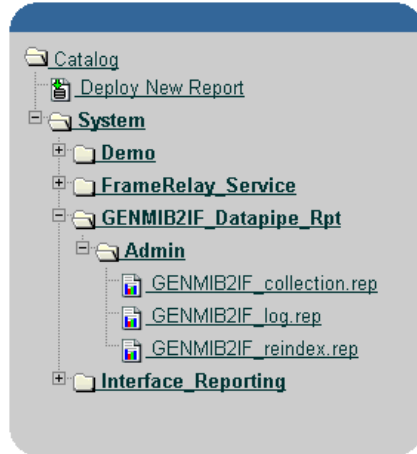 Catalog
Deploy New Report
System
Demo
FrameRelay_Service
GENMIB2IF_Datapipe_Rpt
Admin
GENMIB2IF_collection.rep
GENMIB2IF_log.rep
GENMIB2IF_reindex.rep
Interface_Reporting